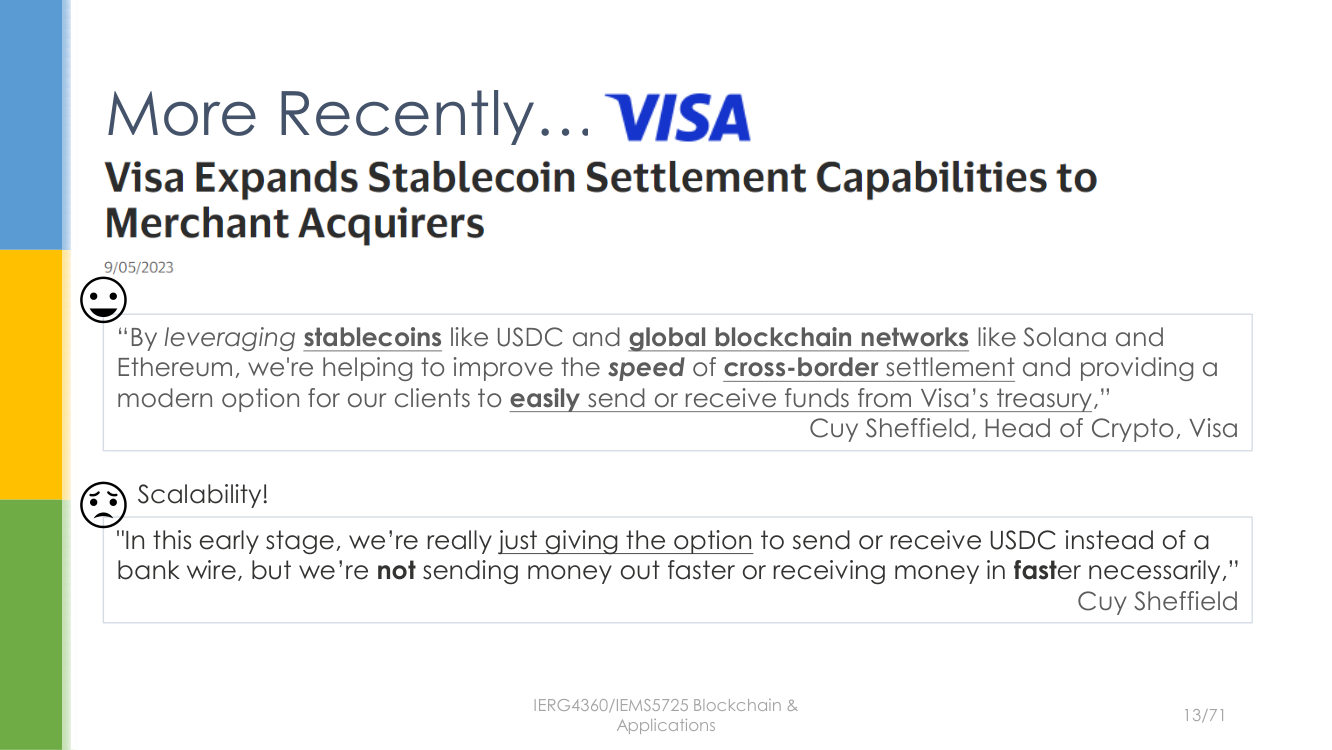 More Recently… VISA
Visa Expands Stablecoin Settlement Capabilities to
Merchant Acquirers
9/05/2023
“By leveraging stablecoins like USDC and global blockchain networks like Solana and
Ethereum, we're helping to improve the speed of cross-border settlement and providing a
modern option for our clients to easily send or receive funds from Visa’s treasury,”
Cuy Sheffield, Head of Crypto, Visa
Scalability!
"In this early stage, we’re really just giving the option to send or receive USDC instead of a
bank wire, but we’re not sending money out faster or receiving money in faster necessarily,”
Cuy Sheffield
IERG4360/IEMS5725 Blockchain &
Applications
13/71